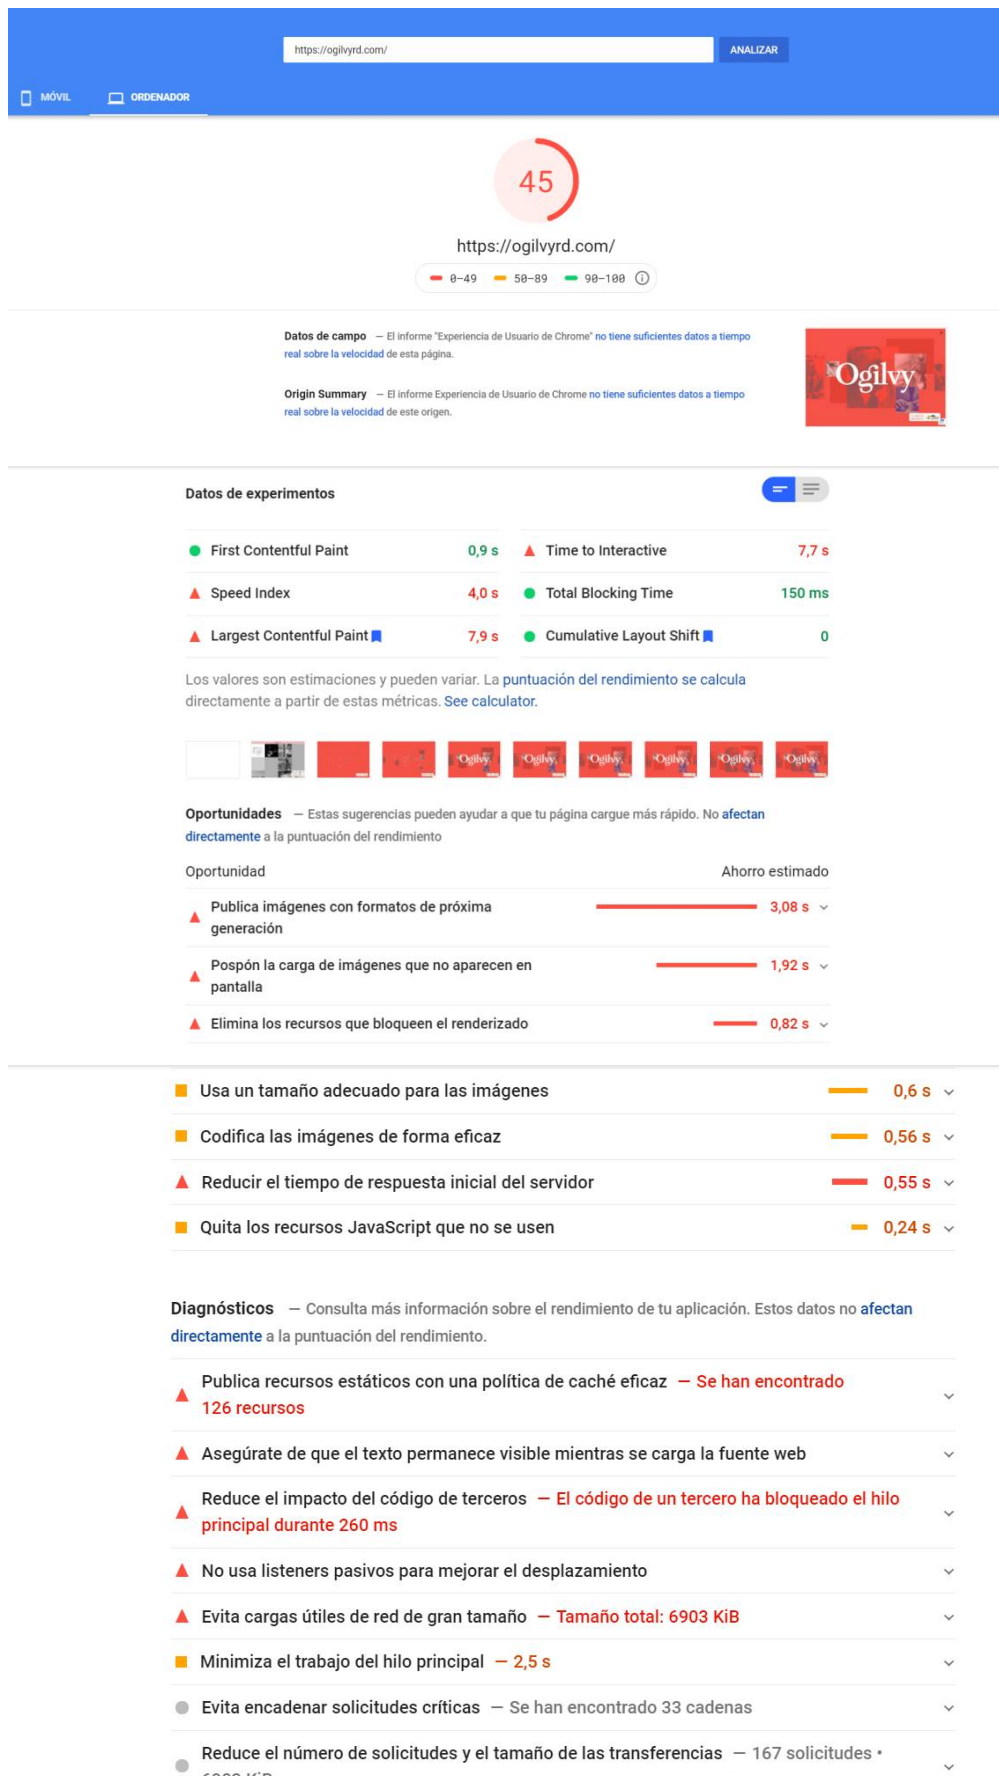 https://ogilvyrd.com/
ANALIZAR
MÓVIL
ORDENADOR
45
https://ogilvyrd.com/
0–49 50–89 90–100
Datos de campo — El informe "Experiencia de Usuario de Chrome" no tiene suficientes datos a tiempo
real sobre la velocidad de esta página.
Origin Summary — El informe Experiencia de Usuario de Chrome no tiene suficientes datos a tiempo
real sobre la velocidad de este origen.
Ogilvy
Datos de experimentos
First Contentful Paint 0,9 s
Time to Interactive 7,7 s
Speed Index 4,0 s
Total Blocking Time 150 ms
Largest Contentful Paint 7,9 s
Cumulative Layout Shift 0
Los valores son estimaciones y pueden variar. La puntuación del rendimiento se calcula
directamente a partir de estas métricas. See calculator.
Ogilvy Ogilvy Ogilvy Ogilvy Ogilvy Ogilvy
Oportunidades — Estas sugerencias pueden ayudar a que tu página cargue más rápido. No afectan
directamente a la puntuación del rendimiento
Oportunidad Ahorro estimado
Publica imágenes con formatos de próxima
generación
3,08 s
Pospón la carga de imágenes que no aparecen en
pantalla
1,92 s
Elimina los recursos que bloqueen el renderizado 0,82 s
Usa un tamaño adecuado para las imágenes 0,6 s
Codifica las imágenes de forma eficaz 0,56 s
Reducir el tiempo de respuesta inicial del servidor 0,55 s
Quita los recursos JavaScript que no se usen 0,24 s
Diagnósticos — Consulta más información sobre el rendimiento de tu aplicación. Estos datos no afectan
directamente a la puntuación del rendimiento.
Publica recursos estáticos con una política de caché eficaz — Se han encontrado
126 recursos
Asegúrate de que el texto permanece visible mientras se carga la fuente web
Reduce el impacto del código de terceros — El código de un tercero ha bloqueado el hilo
principal durante 260 ms
No usa listeners pasivos para mejorar el desplazamiento
Evita cargas útiles de red de gran tamaño — Tamaño total: 6903 KiB
Minimiza el trabajo del hilo principal — 2,5 s
Evita encadenar solicitudes críticas — Se han encontrado 33 cadenas
Reduce el número de solicitudes y el tamaño de las transferencias — 167 solicitudes •